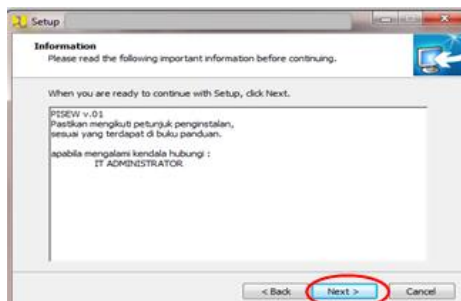 Setup
Information
Please read the following important information before continuing.
When you are ready to continue with Setup, click Next.
PISEW v.01
Pastikan mengikuti petunjuk penginstalan,
sesuai yang terdapat di buku panduan.
apabila mengalami kendala hubungi :
IT ADMINISTRATOR
< Back Next > Cancel